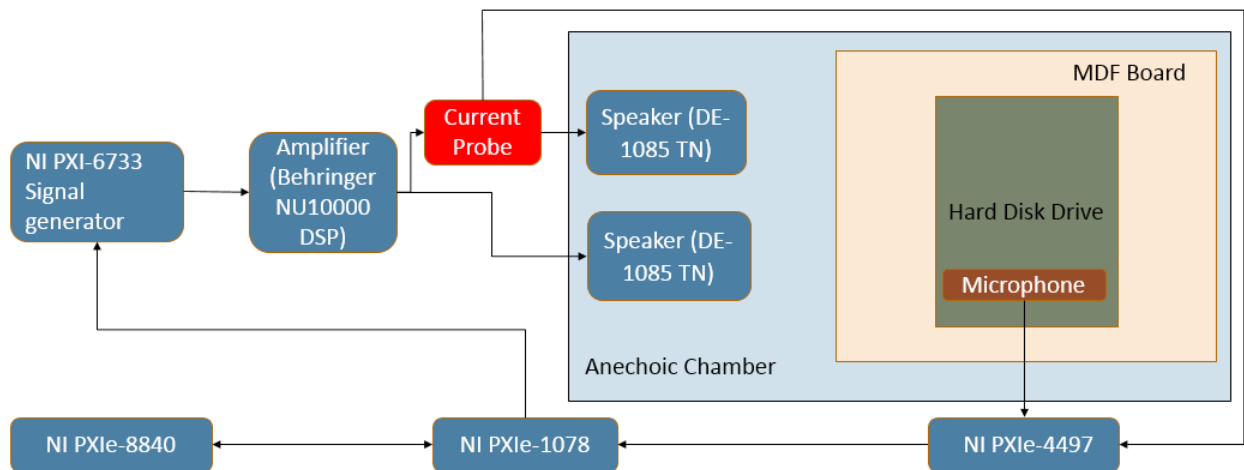 MDF Board
Current
Probe
Speaker (DE-
1085 TN)
NI PXI-6733
Signal
generator
Amplifier
(Behringer
NU10000
DSP)
Hard Disk Drive
Speaker (DE-
1085 TN)
Microphone
Anechoic Chamber
NI PXIe-8840
NI PXIe-1078
NI PXIe-4497